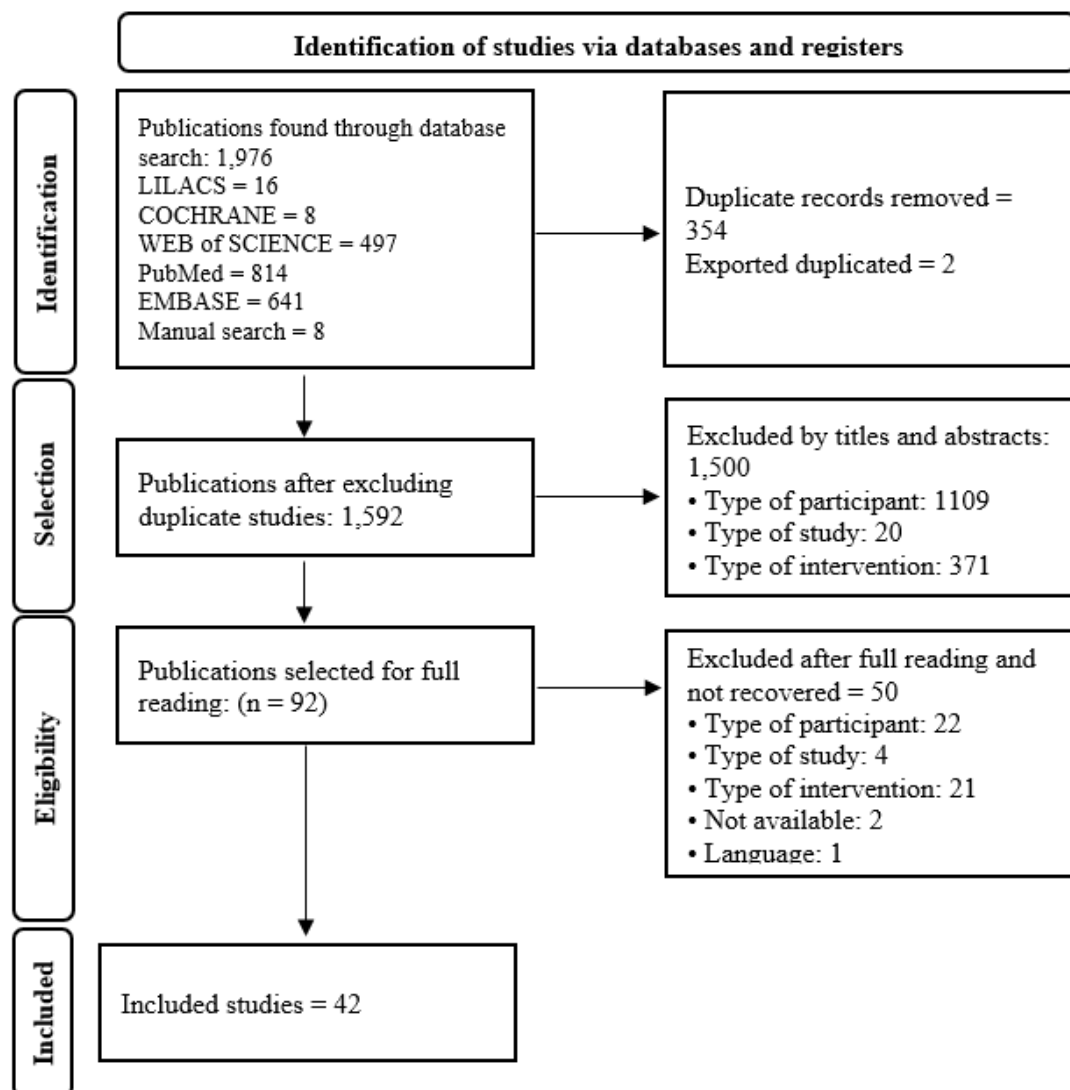 Identification of studies via databases and registers
Identification
Publications found through database
search: 1,976
LILACS = 16
COCHRANE = 8
WEB of SCIENCE = 497
PubMed = 814
EMBASE = 641
Manual search = 8
Duplicate records removed =
354
Exported duplicated = 2
Selection
Publications after excluding
duplicate studies: 1,592
Excluded by titles and abstracts:
1,500
• Type of participant: 1109
• Type of study: 20
• Type of intervention: 371
Eligibility
Publications selected for full
reading: (n = 92)
Excluded after full reading and
not recovered = 50
• Type of participant: 22
• Type of study: 4
• Type of intervention: 21
• Not available: 2
• Language: 1
Included
Included studies = 42